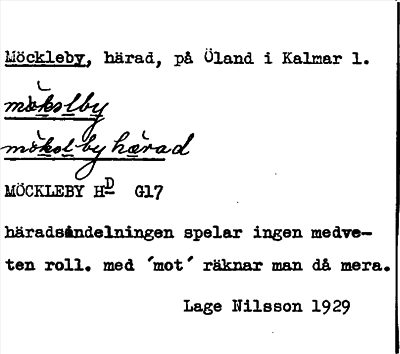 Möckleby, härad, på Öland i Kalmar l.
mökslby
mökslby härad
MÖCKLEBY HD G17
häradsindelningen spelar ingen medve-
ten roll. med ´mot´ räknar man då mera.
Lage Nilsson 1929